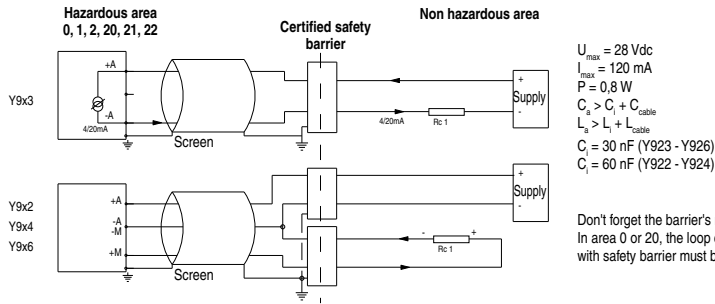 Hazardous area
0, 1, 2, 20, 21, 22
Certified safety
barrier
Non hazardous area
Y9x3
+A
-A
4/20mA
Screen
+
Supply
-
4/20mA
Rc 1
Umax = 28 Vdc
Imax = 120 mA
P = 0,8 W
Ca > Ci + Ccable
La > Li + Lcable
Ci = 30 nF (Y923 - Y926)
Ci = 60 nF (Y922 - Y924)
Y9x2
Y9x4
Y9x6
+A
-A
-M
+M
Screen
+
Supply
-
- +
Rc 1
Don't forget the barrier's
In area 0 or 20, the loop
with safety barrier must